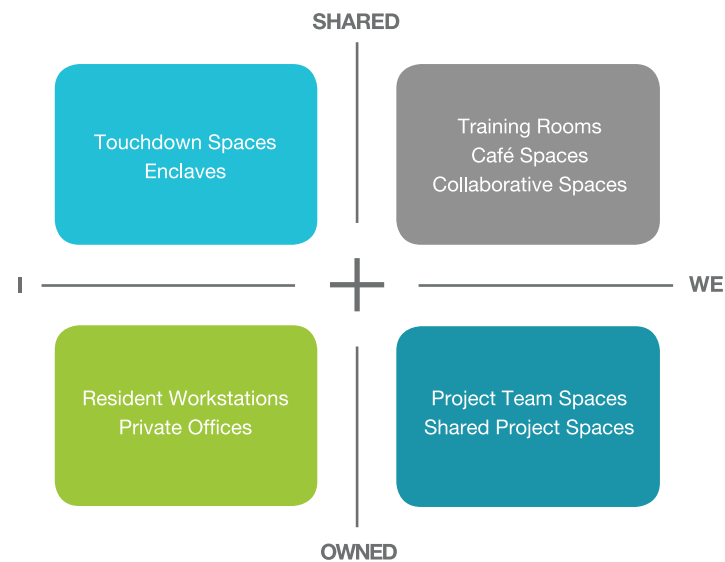 SHARED
Touchdown Spaces
Enclaves
Training Rooms
Café Spaces
Collaborative Spaces
I
WE
Resident Workstations
Private Offices
Project Team Spaces
Shared Project Spaces
OWNED